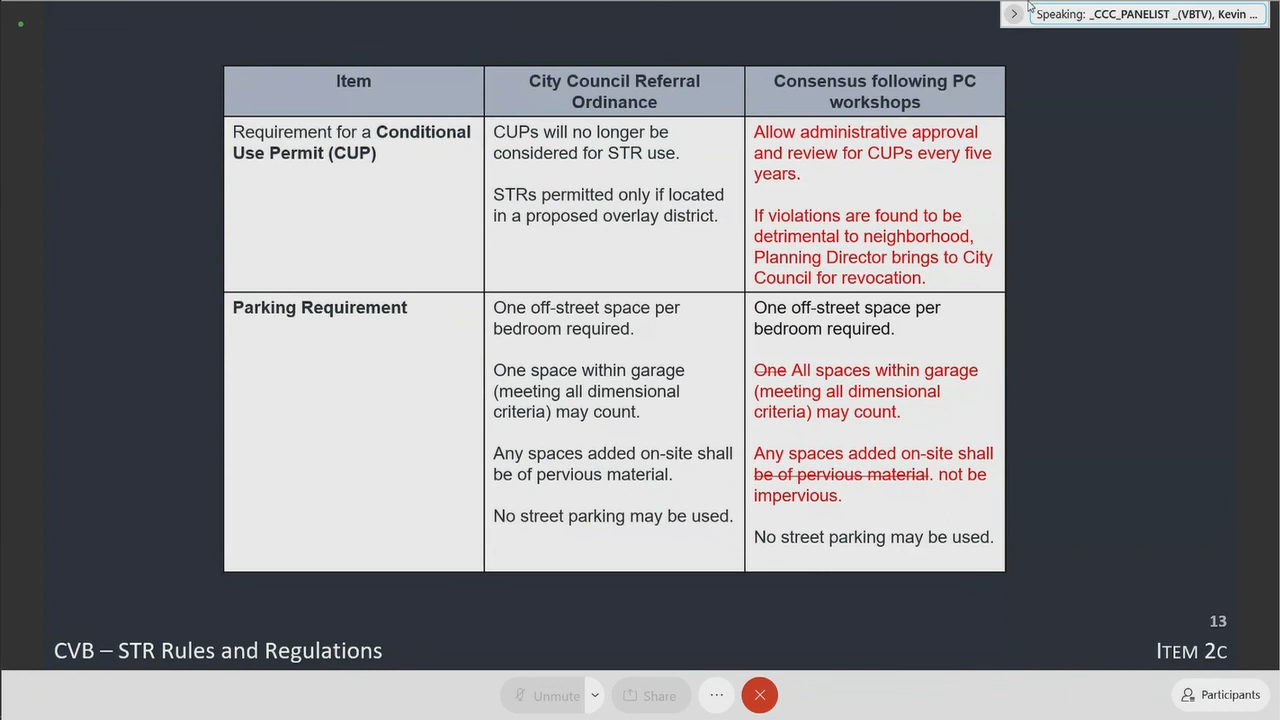 Speaking: _CCC_PANELIST _(VBTV), Kevin ...
Item
City Council Referral
Ordinance
Consensus following PC
workshops
Requirement for a Conditional
Use Permit (CUP)
CUPs will no longer be
considered for STR use.
STRs permitted only if located
in a proposed overlay district.
Allow administrative approval
and review for CUPs every five
years.
If violations are found to be
detrimental to neighborhood,
Planning Director brings to City
Council for revocation.
Parking Requirement
One off-street space per
bedroom required.
One space within garage
(meeting all dimensional
criteria) may count.
Any spaces added on-site shall
be of pervious material.
No street parking may be used.
One off-street space per
bedroom required.
One All spaces within garage
(meeting all dimensional
criteria) may count.
Any spaces added on-site shall
be of pervious material. not be
impervious.
No street parking may be used.
13
CVB – STR Rules and Regulations
ITEM 2C
Unmute
Share
...
Participants